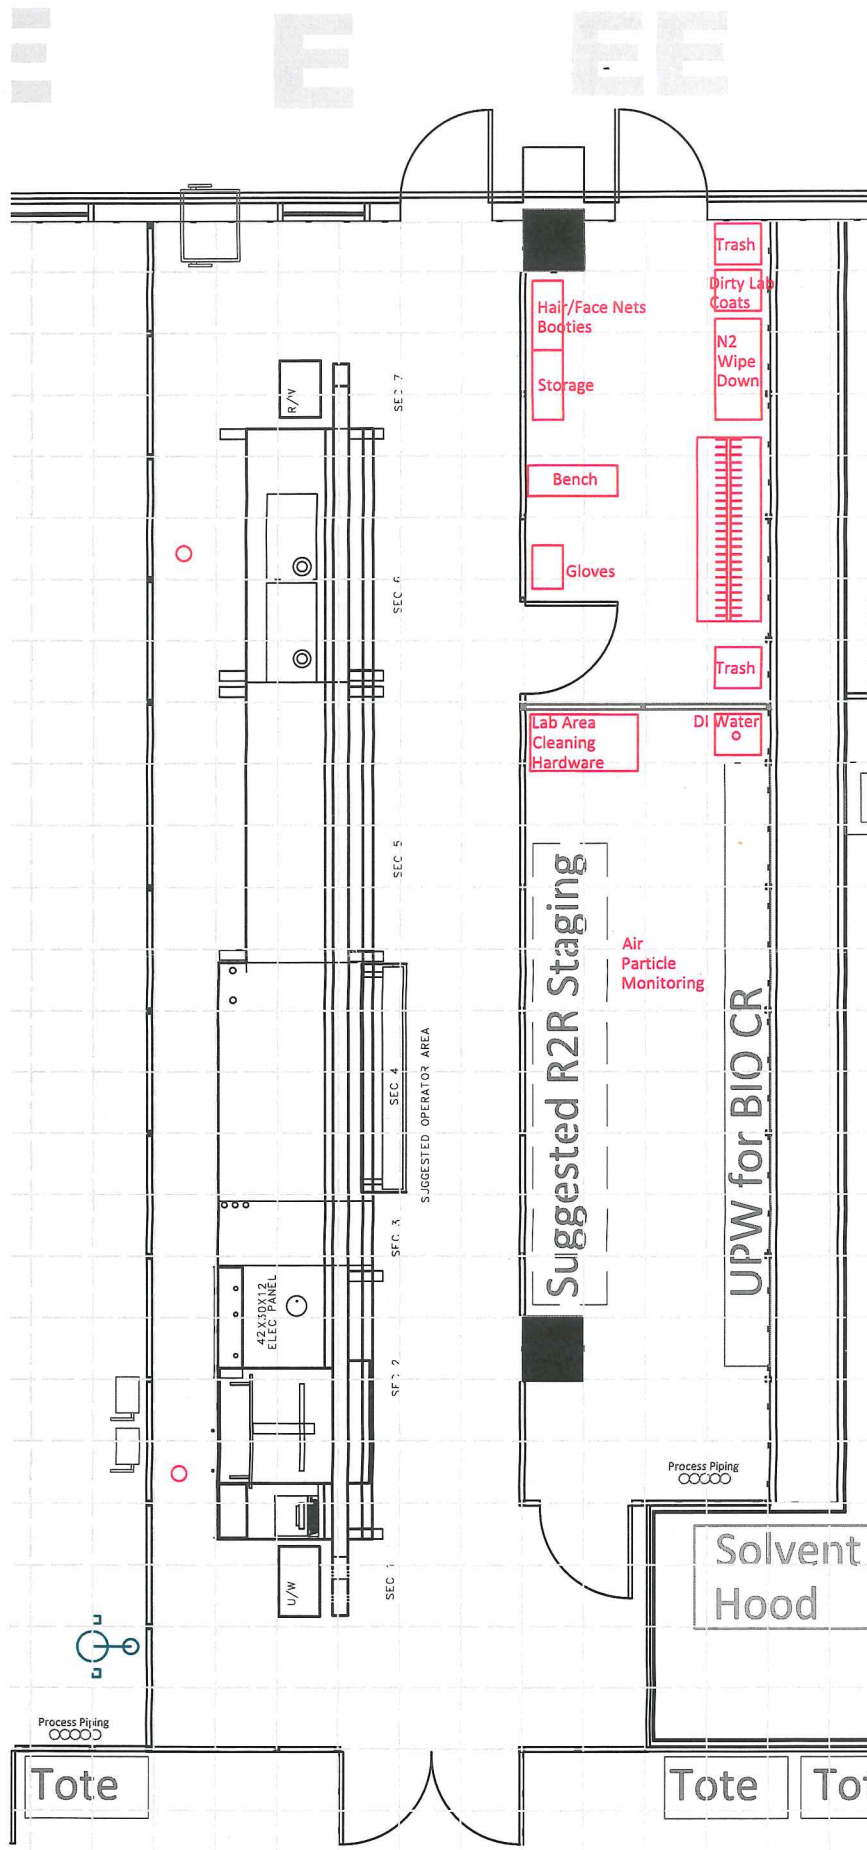 E
E
EE
Trash
Dirty Lab
Coats
Hair/Face Nets
Booties
N2
Wipe
Down
Storage
R/W
SEC 7
Bench
Gloves
SEC 6
Trash
Lab Area
Cleaning
Hardware
DI Water
SEC 5
Suggested R2R Staging
Air
Particle
Monitoring
UPW for BIO CR
SEC 4
SUGGESTED OPERATOR AREA
SEC 3
42X30X12
ELEC PANEL
SEC 2
Process Piping
SEC 1
U/W
Solvent
Hood
Process Piping
Tote
Tote